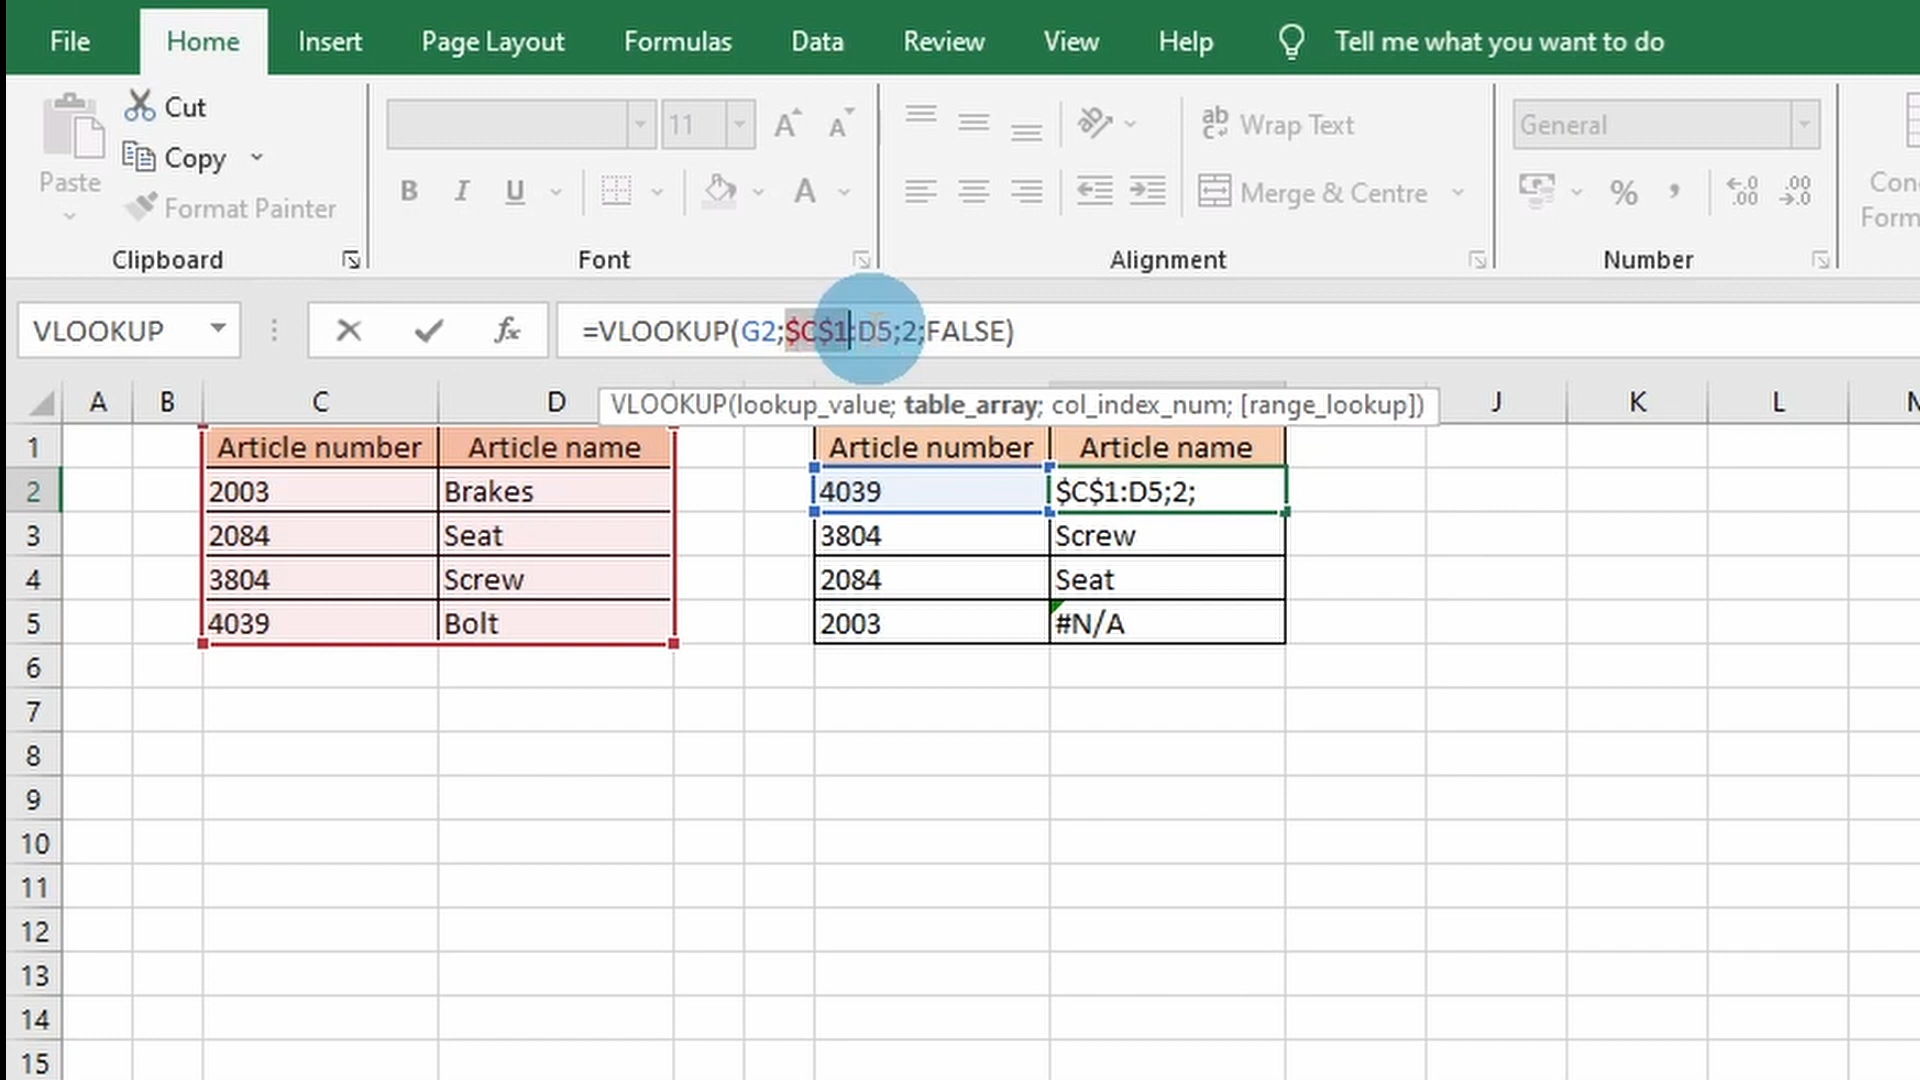 File Home Insert Page Layout Formulas Data Review View Help Tell me what you want to do
Cut
Copy
Paste
Format Painter
Clipboard
11
B I U
Font
ab Wrap Text
Merge & Centre
Alignment
General
% ,
Number
VLOOKUP
fx
=VLOOKUP(G2;$C$1:D5;2;FALSE)
VLOOKUP(lookup_value; table_array; col_index_num; [range_lookup])
A B C D J K L
1 Article number Article name Article number Article name
2 2003 Brakes 4039 $C$1:D5;2;
3 2084 Seat 3804 Screw
4 3804 Screw 2084 Seat
5 4039 Bolt 2003 #N/A
6
7
8
9
10
11
12
13
14
15